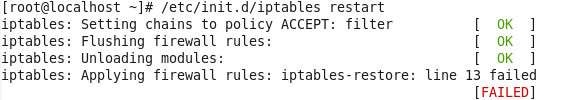 [root@localhost ~]# /etc/init.d/iptables restart
iptables: Setting chains to policy ACCEPT: filter          [  OK  ]
iptables: Flushing firewall rules:                         [  OK  ]
iptables: Unloading modules:                               [  OK  ]
iptables: Applying firewall rules: iptables-restore: line 13 failed
                                                           [FAILED]